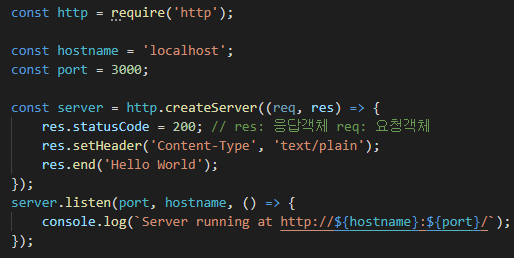 const http = require('http');
const hostname = 'localhost';
const port = 3000;
const server = http.createServer((req, res) => {
    res.statusCode = 200; // res: 응답객체 req: 요청객체
    res.setHeader('Content-Type', 'text/plain');
    res.end('Hello World');
});
server.listen(port, hostname, () => {
    console.log(`Server running at http://${hostname}:${port}/`);
});